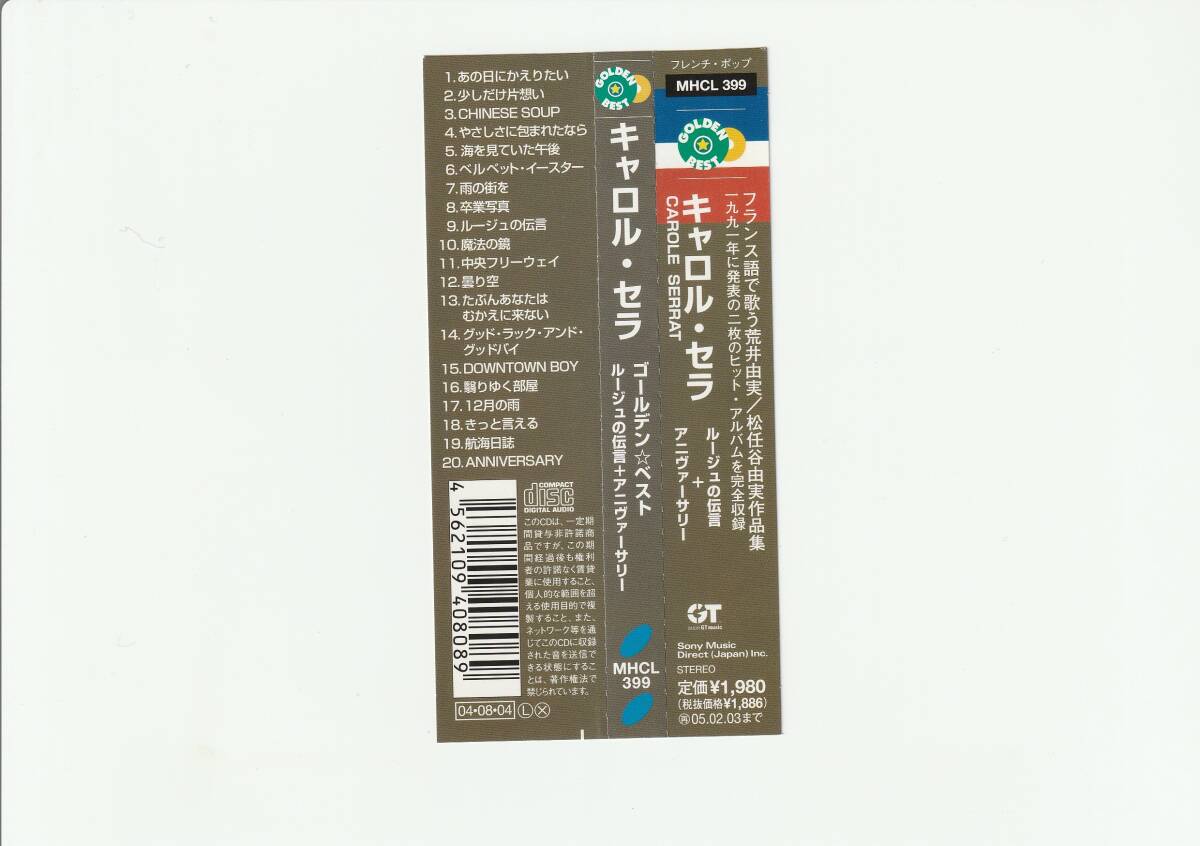 フレンチ・ポップ
MHCL 399
GOLDEN BEST
フランス語で歌う荒井由実/松任谷由実作品集
一九九一年に発表の二枚のヒット・アルバムを完全収録
キャロル・セラ
CAROLE SERRAT
ルージュの伝言
+
アニヴァーサリー
GT
Sony Music
Direct (Japan) Inc.
STEREO
定価¥1,980
(税抜価格¥1,886)
再05.02.03まで
GOLDEN BEST
キャロル・セラ
ゴールデン☆ベスト
ルージュの伝言+アニヴァーサリー
MHCL
399
1.あの日にかえりたい
2.少しだけ片想い
3.CHINESE SOUP
4.やさしさに包まれたなら
5.海を見ていた午後
6.ベルベット・イースター
7.雨の街を
8.卒業写真
9.ルージュの伝言
10.魔法の鏡
11.中央フリーウェイ
12.曇り空
13.たぶんあなたは
むかえに来ない
14.グッド・ラック・アンド・
グッドバイ
15.DOWNTOWN BOY
16.翳りゆく部屋
17.12月の雨
18.きっと言える
19.航海日誌
20.ANNIVERSARY
4 562109 408089
COMPACT
disc
DIGITAL AUDIO
このCDは、一定期
間貸与非許諾商
品ですが、この期
間経過後も権利
者の許諾なく賃貸
業に使用すること、
個人的な範囲を超
える使用目的で複
製すること、また、
ネットワーク等を通
じてこのCDに収録
された音を送信で
きる状態にするこ
とは、著作権法で
禁じられています。
04・08・04 L X